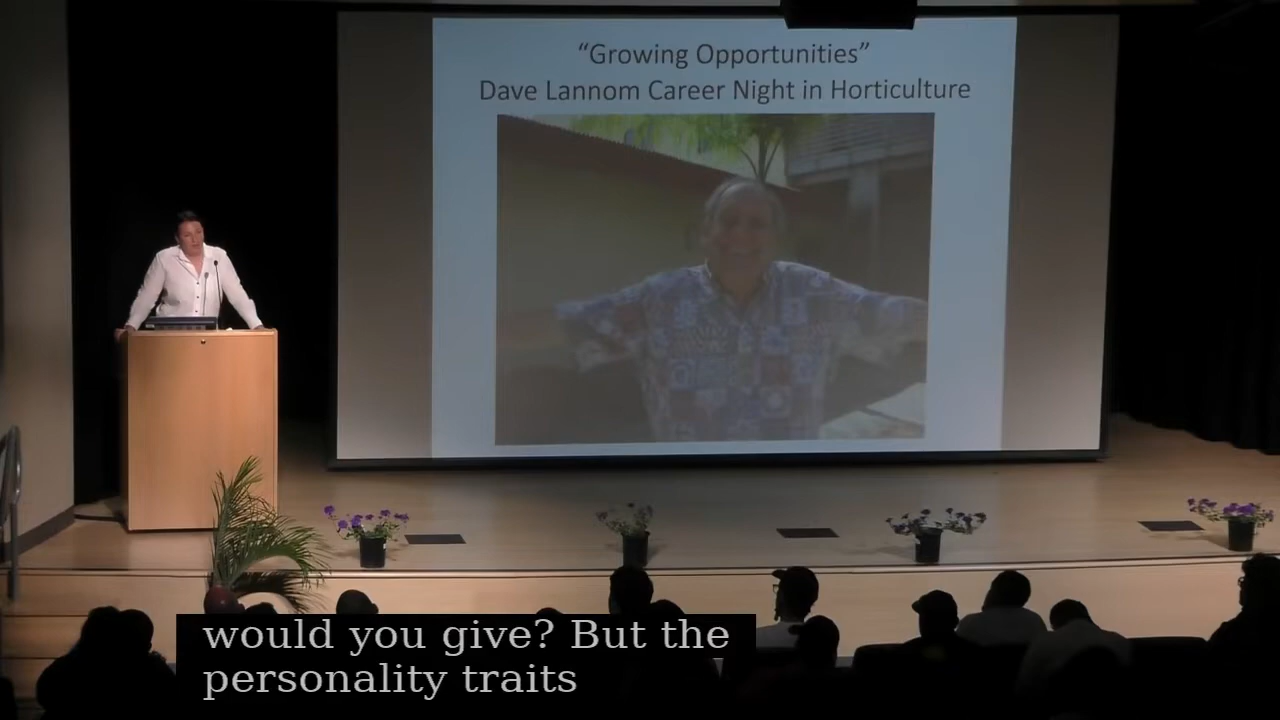 “Growing Opportunities”
Dave Lannom Career Night in Horticulture
would you give? But the
personality traits